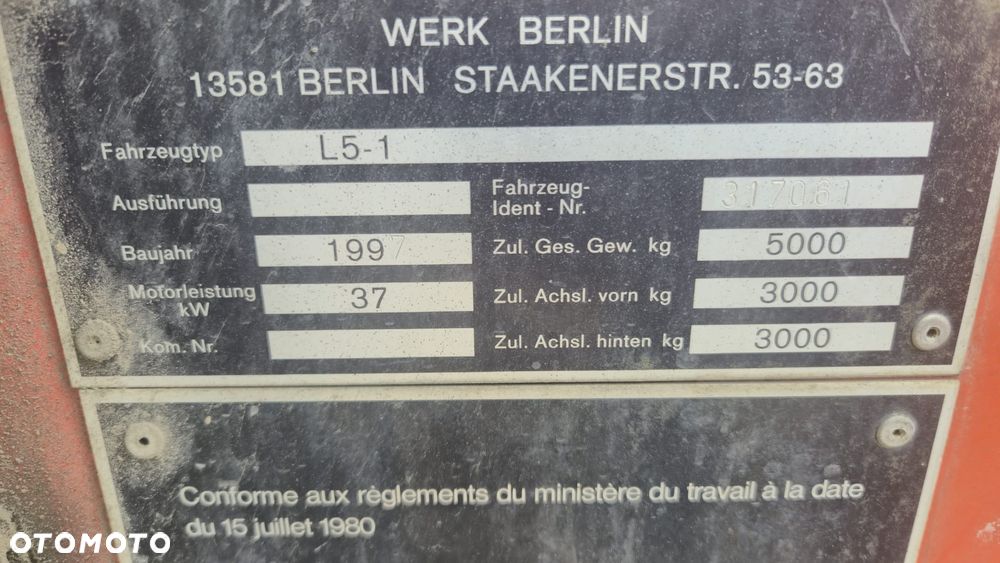 WERK BERLIN
13581 BERLIN STAAKENERSTR. 53-63
Fahrzeugtyp L5-1
Ausführung
Fahrzeug-
Ident - Nr. 317061
Baujahr 1997
Zul. Ges. Gew. kg 5000
Motorleistung
kW 37
Zul. Achsl. vorn kg 3000
Kom. Nr.
Zul. Achsl. hinten kg 3000
Conforme aux règlements du ministère du travail à la date
du 15 juillet 1980
OTOMOTO